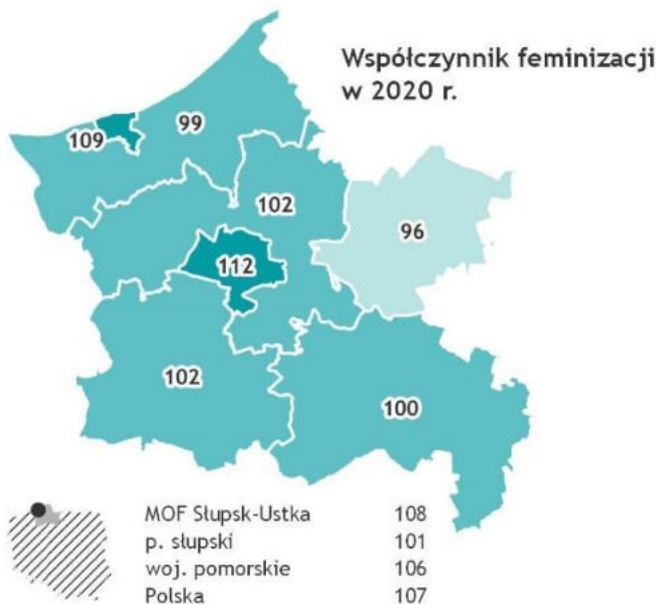 Współczynnik feminizacji
w 2020 r.
99
109
102
96
112
102
100
MOF Słupsk-Ustka 108
p. słupski 101
woj. pomorskie 106
Polska 107